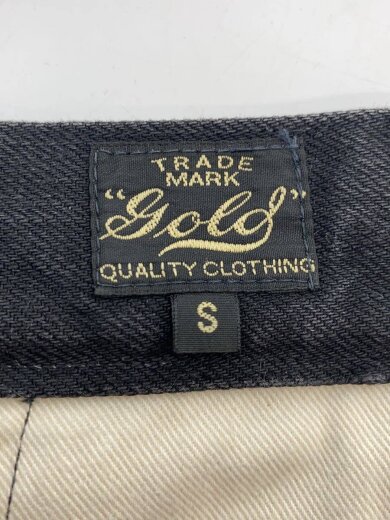 TRADE
MARK
"Gold"
QUALITY CLOTHING
S